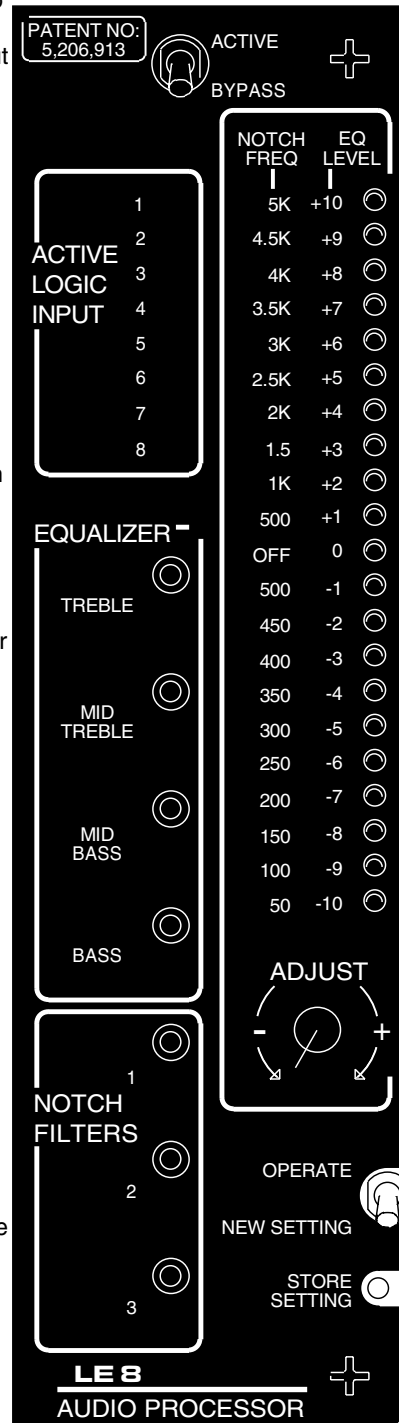 PATENT NO:
5,206,913
ACTIVE
BYPASS
NOTCH FREQ
EQ LEVEL
5K +10
4.5K +9
4K +8
3.5K +7
3K +6
2.5K +5
2K +4
1.5 +3
1K +2
500 +1
OFF 0
500 -1
450 -2
400 -3
350 -4
300 -5
250 -6
200 -7
150 -8
100 -9
50 -10
ADJUST
- +
ACTIVE
LOGIC
INPUT
1
2
3
4
5
6
7
8
EQUALIZER
TREBLE
MID
TREBLE
MID
BASS
BASS
NOTCH
FILTERS
1
2
3
OPERATE
NEW SETTING
STORE
SETTING
LE 8
AUDIO PROCESSOR